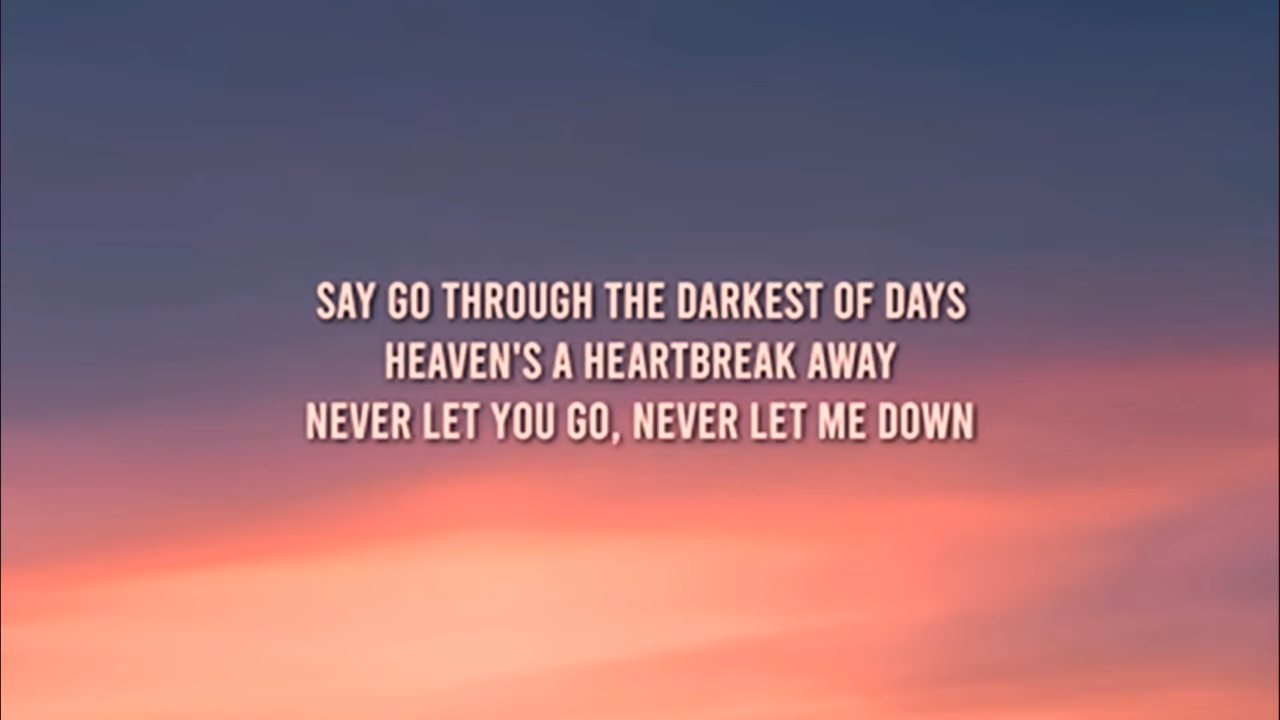 SAY GO THROUGH THE DARKEST OF DAYS
HEAVEN'S A HEARTBREAK AWAY
NEVER LET YOU GO, NEVER LET ME DOWN